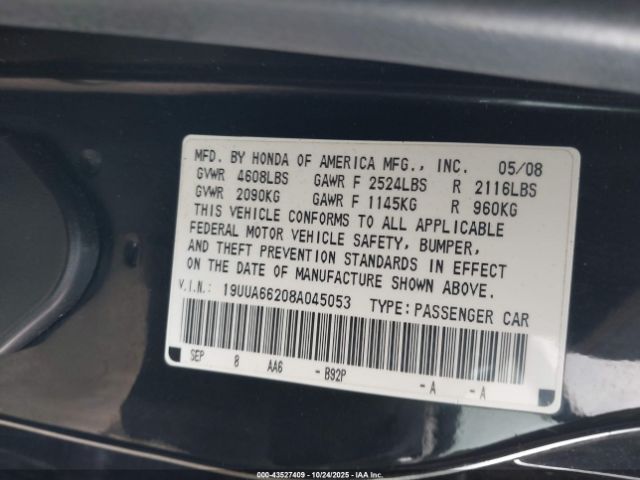 MFD. BY HONDA OF AMERICA MFG., INC. 05/08
GVWR 4608LBS GAWR F 2524LBS R 2116LBS
GVWR 2090KG GAWR F 1145KG R 960KG
THIS VEHICLE CONFORMS TO ALL APPLICABLE
FEDERAL MOTOR VEHICLE SAFETY, BUMPER,
AND THEFT PREVENTION STANDARDS IN EFFECT
ON THE DATE OF MANUFACTURE SHOWN ABOVE.
V.I.N.: 19UUA66208A045053 TYPE: PASSENGER CAR
SEP 8 AA6 - B92P - A - A
000-43527409 - 10/24/2025 - IAAI, Inc